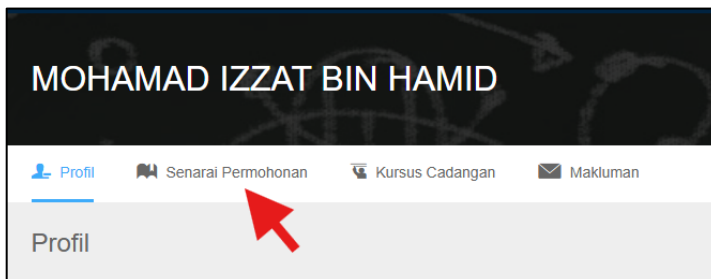 MOHAMAD IZZAT BIN HAMID
Profil Senarai Permohonan Kursus Cadangan Makluman
Profil